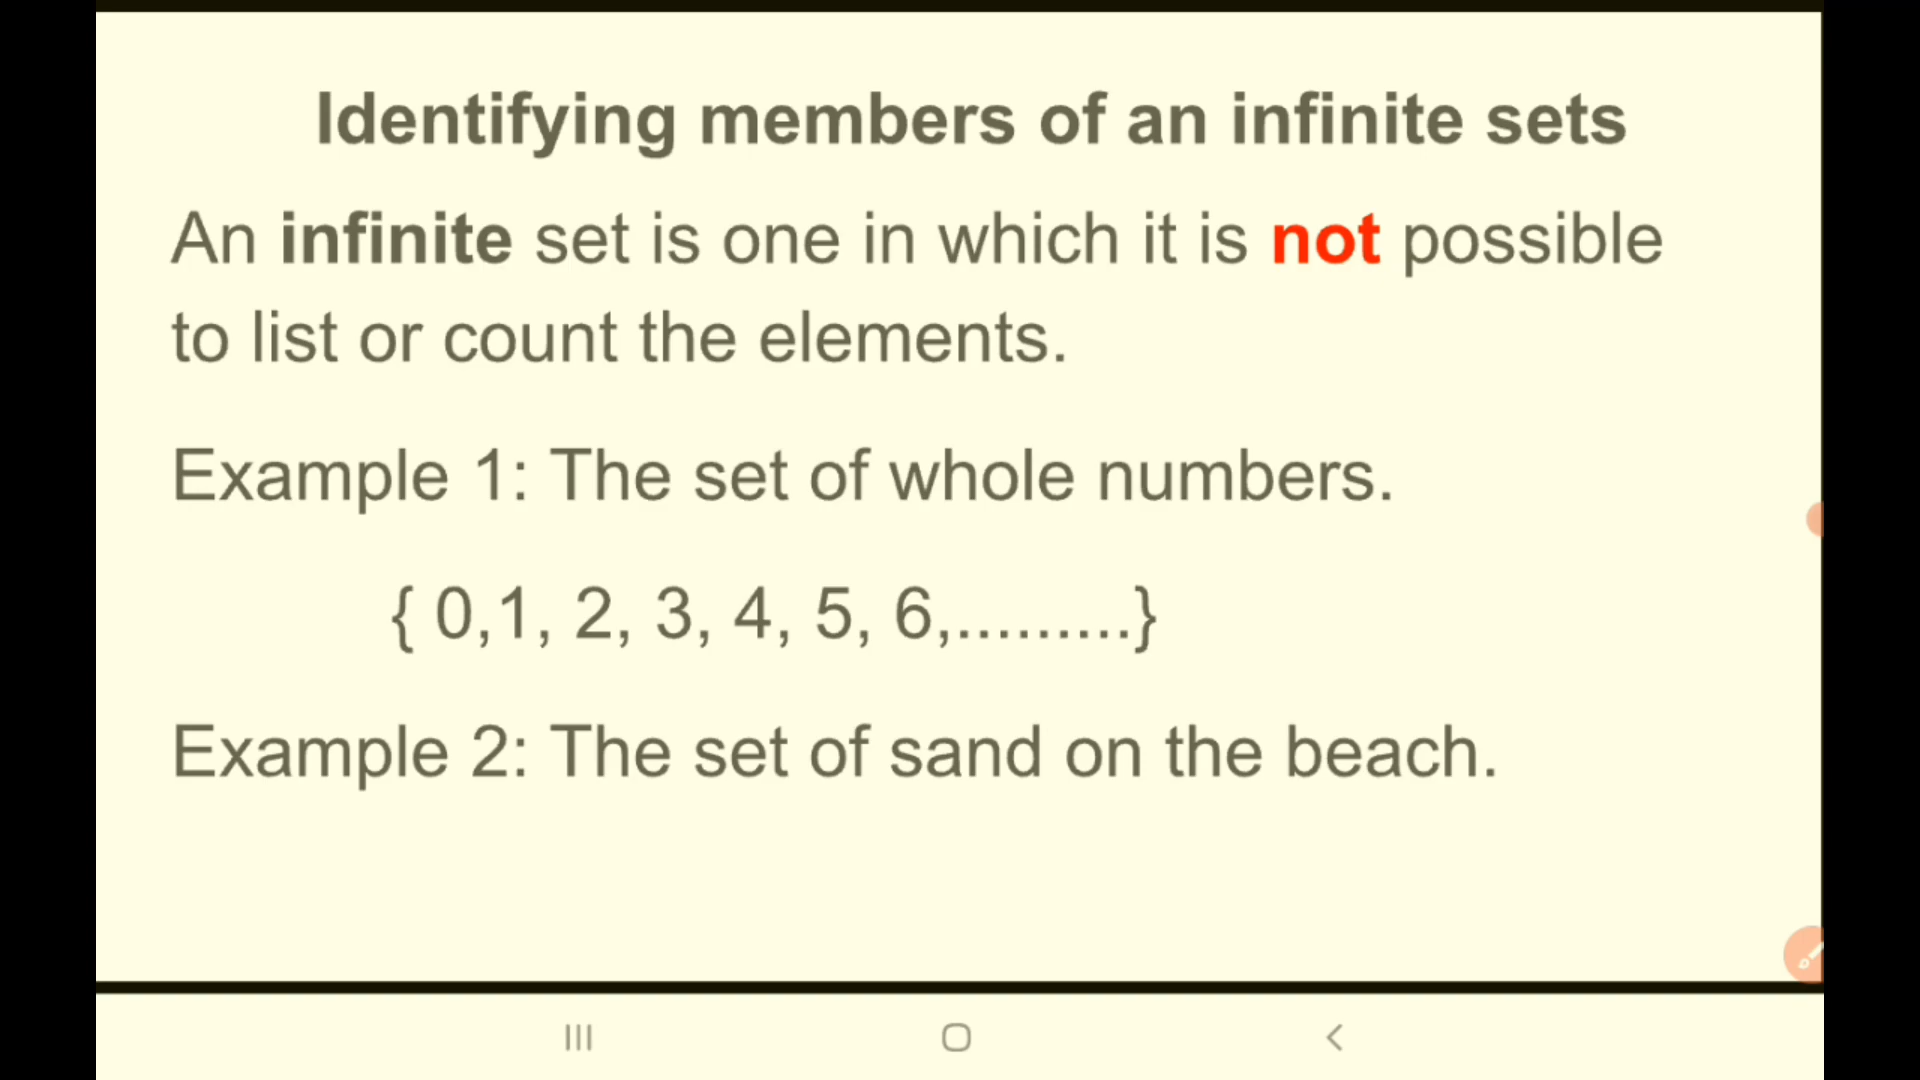 Identifying members of an infinite sets
An infinite set is one in which it is not possible
to list or count the elements.
Example 1: The set of whole numbers.
{ 0,1, 2, 3, 4, 5, 6,.........}
Example 2: The set of sand on the beach.